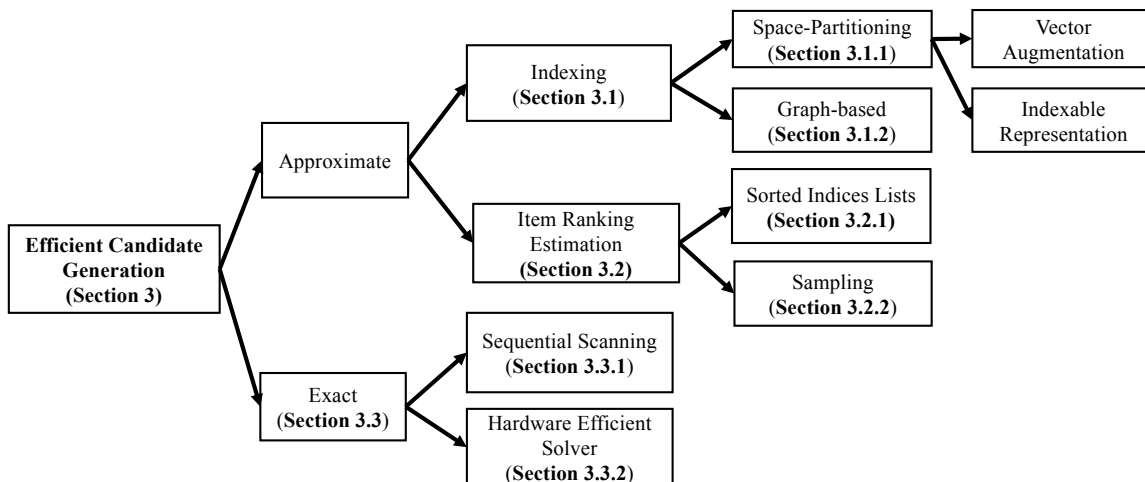 Efficient Candidate
Generation
(Section 3)
Approximate
Indexing
(Section 3.1)
Space-Partitioning
(Section 3.1.1)
Vector
Augmentation
Indexable
Representation
Graph-based
(Section 3.1.2)
Item Ranking
Estimation
(Section 3.2)
Sorted Indices Lists
(Section 3.2.1)
Sampling
(Section 3.2.2)
Exact
(Section 3.3)
Sequential Scanning
(Section 3.3.1)
Hardware Efficient
Solver
(Section 3.3.2)